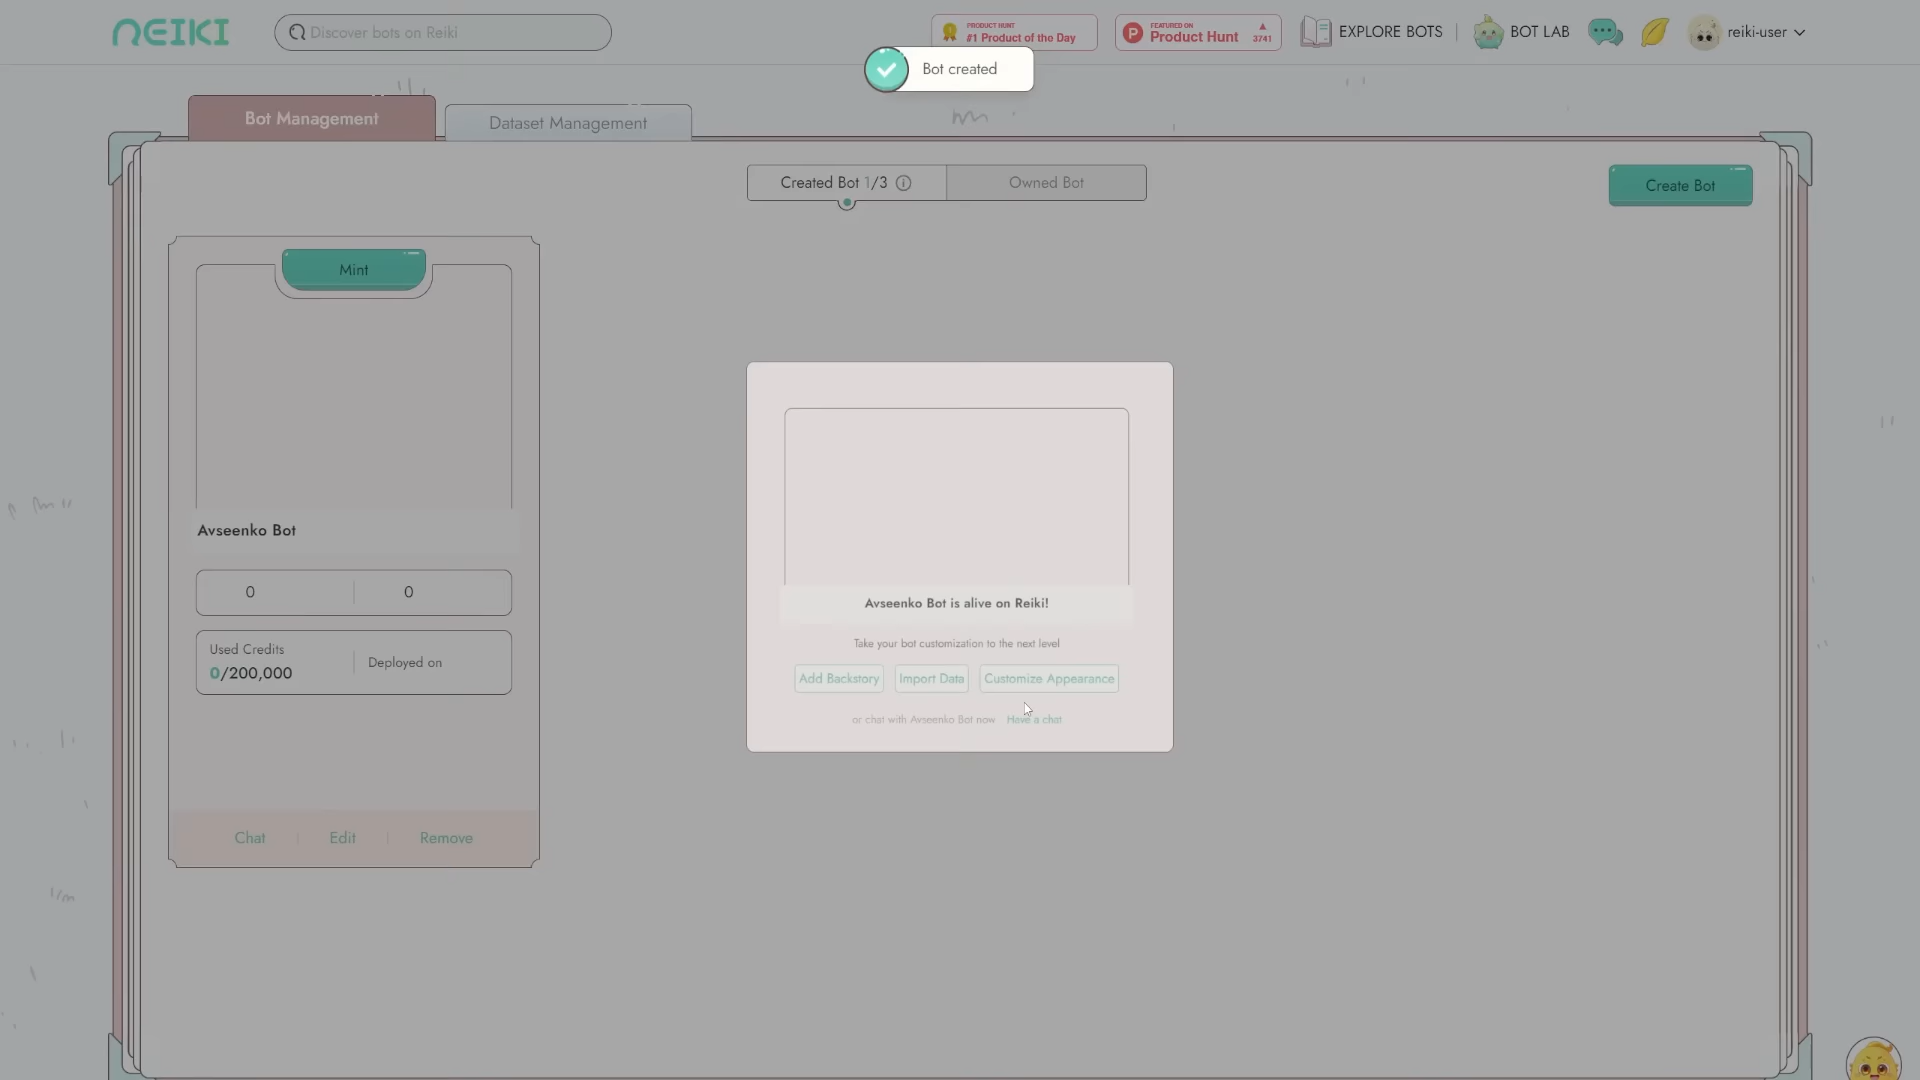 REIKI
Discover bots on Reiki
PRODUCT HUNT
#1 Product of the Day
FEATURED ON
Product Hunt
3741
EXPLORE BOTS
BOT LAB
reiki-user
Bot created
Bot Management
Dataset Management
Created Bot 1/3
Owned Bot
Create Bot
Mint
Avseenko Bot
0
0
Used Credits
0/200,000
Deployed on
Chat
Edit
Remove
Avseenko Bot is alive on Reiki!
Take your bot customization to the next level
Add Backstory
Import Data
Customize Appearance
or chat with Avseenko Bot now
Have a chat